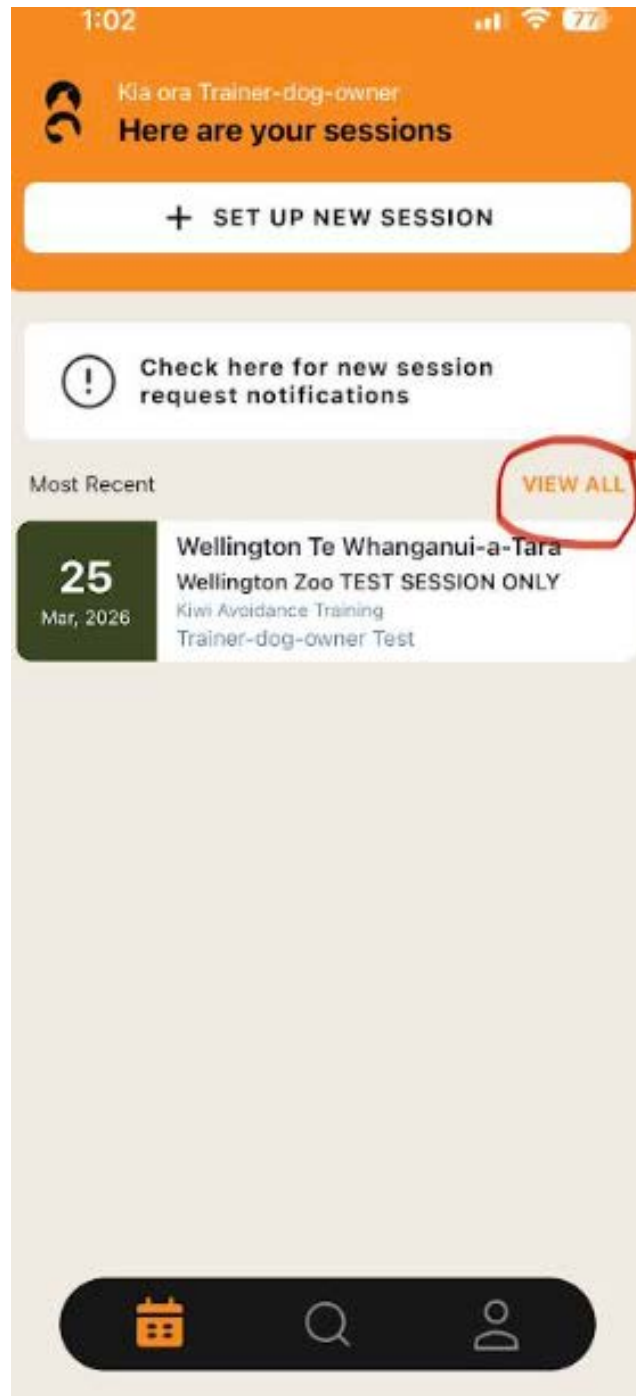 1:02
77
Kia ora Trainer-dog-owner
Here are your sessions
+ SET UP NEW SESSION
! Check here for new session
request notifications
Most Recent
VIEW ALL
25
Mar, 2026
Wellington Te Whanganui-a-Tara
Wellington Zoo TEST SESSION ONLY
Kiwi Avoidance Training
Trainer-dog-owner Test